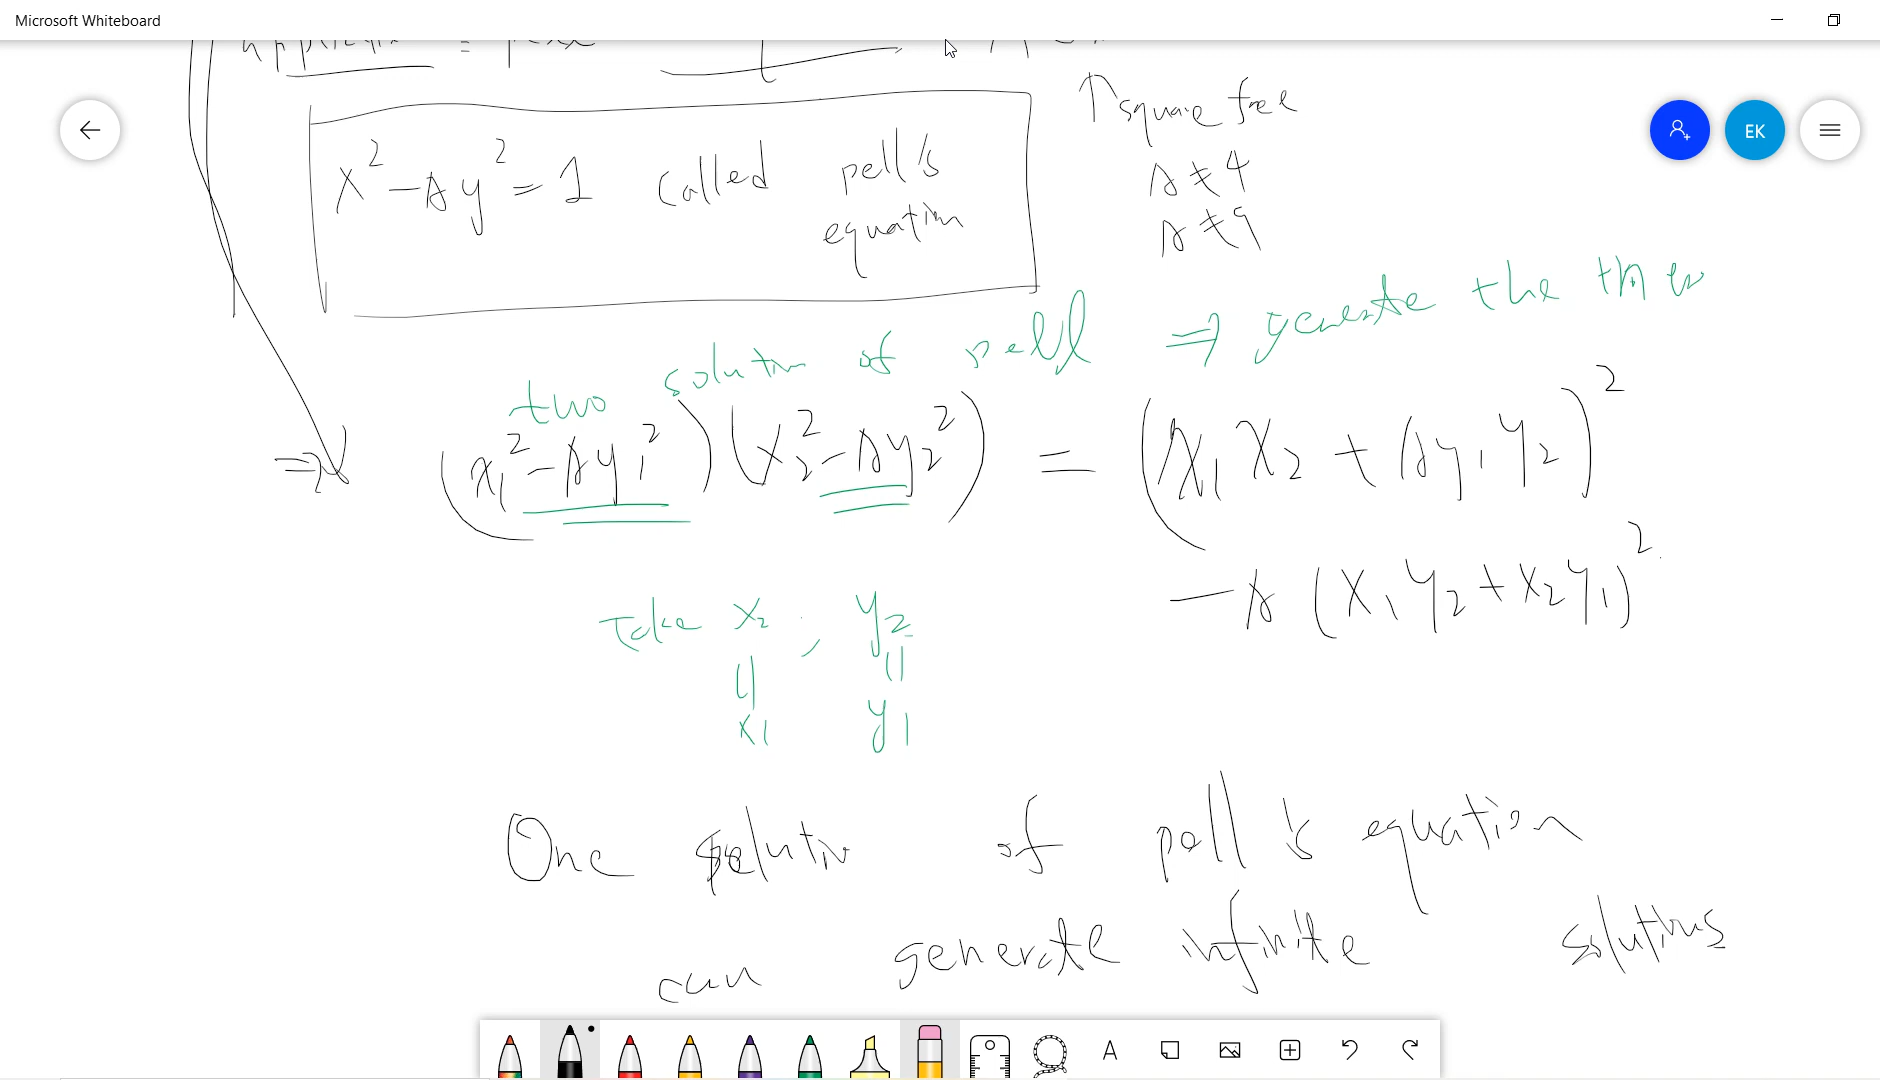 Microsoft Whiteboard
EK
↑ square free
x² - Δy² = 1 called pell's
equation
Δ ≠ 4
Δ ≠ 9
two solution of pell ⇒ generate the
(x₁² - Δy₁²)(x₂² - Δy₂²) = (x₁x₂ + Δy₁y₂)²
- Δ (x₁y₂ + x₂y₁)²
Take x₂ , y₂
x₁ y₁
One of pell's equation
can generate infinite solutions
A